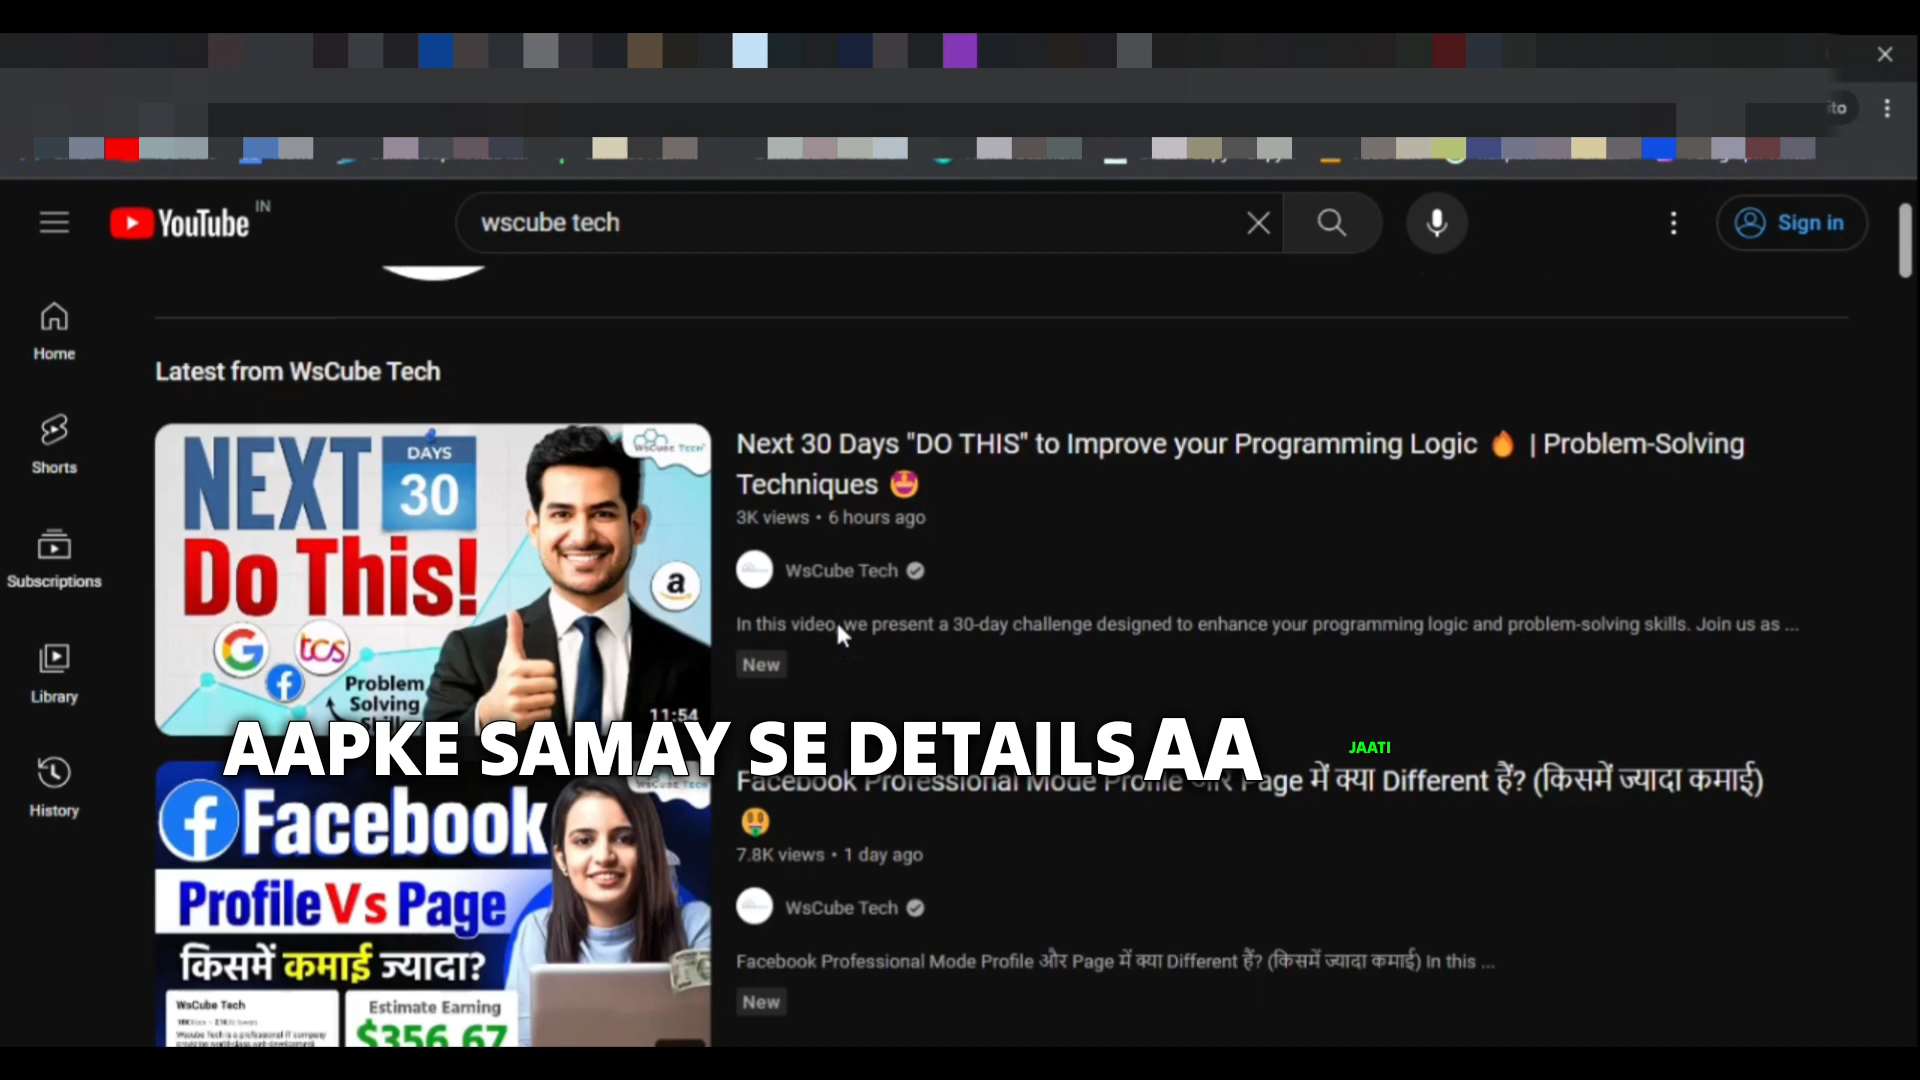 ito
YouTube IN
wscube tech
Sign in
Home
Shorts
Subscriptions
Library
History
Latest from WsCube Tech
NEXT
DAYS
30
Do This!
WsCube Tech
a
G
tcs
f
Problem
Solving
11:54
Next 30 Days "DO THIS" to Improve your Programming Logic 🔥 | Problem-Solving
Techniques 🤩
3K views • 6 hours ago
WsCube Tech
In this video, we present a 30-day challenge designed to enhance your programming logic and problem-solving skills. Join us as ...
New
AAPKE SAMAY SE DETAILS AA JAATI
Facebook
Profile Vs Page
किसमें कमाई ज्यादा?
WsCube Tech
Estimate Earning
$356.67
Facebook Professional Mode Profile और Page में क्या Different हैं? (किसमें ज्यादा कमाई)
🤑
7.8K views • 1 day ago
WsCube Tech
Facebook Professional Mode Profile और Page में क्या Different हैं? (किसमें ज्यादा कमाई) In this ...
New